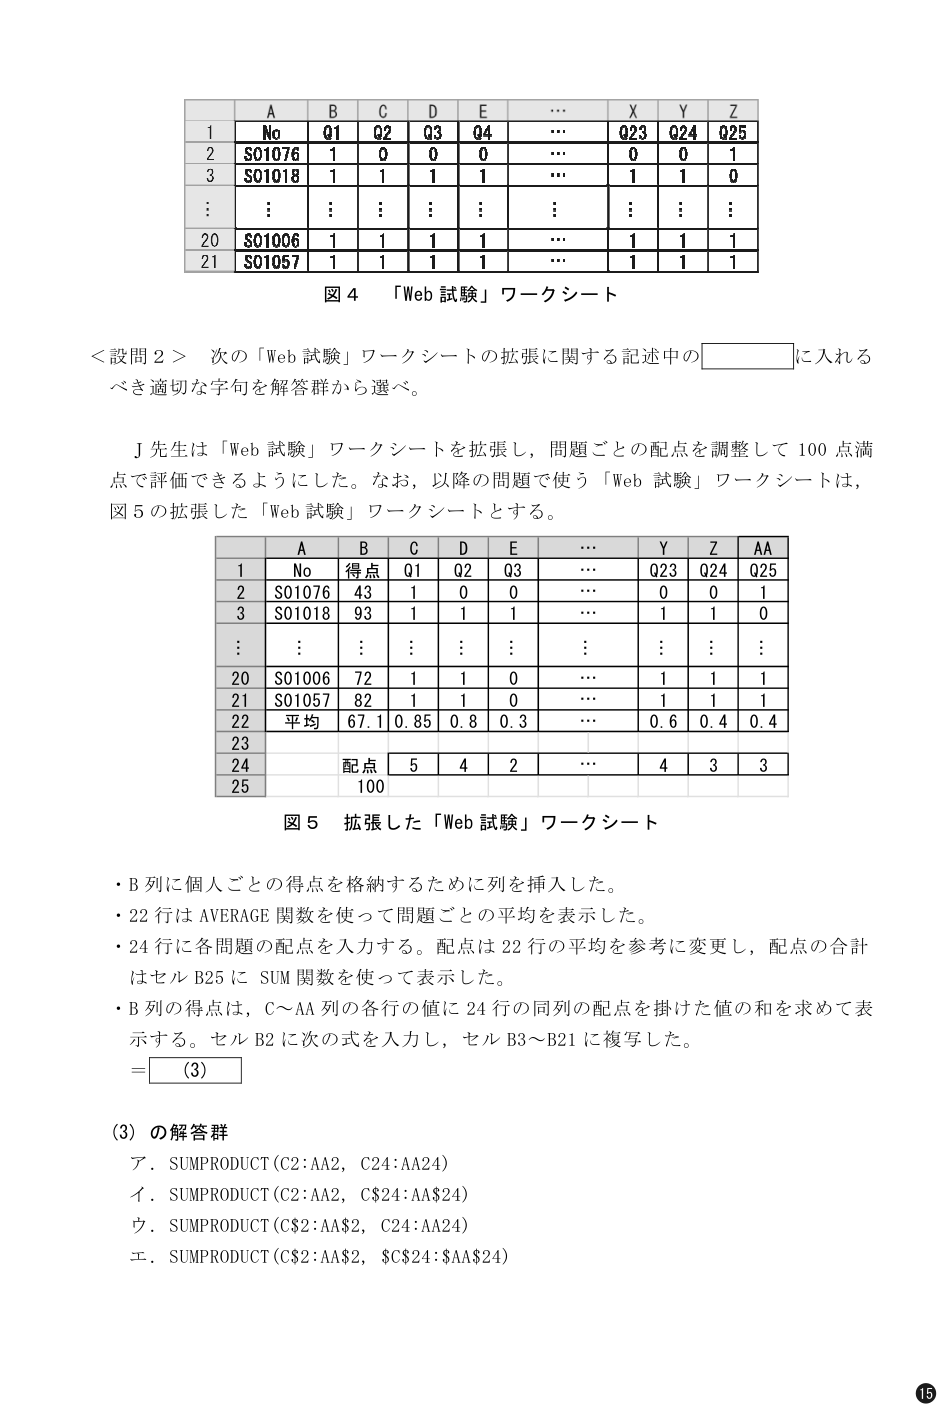 A B C D E … X Y Z
1 No Q1 Q2 Q3 Q4 … Q23 Q24 Q25
2 S01076 1 0 0 0 … 0 0 1
3 S01018 1 1 1 1 … 1 1 0
⋮ ⋮ ⋮ ⋮ ⋮ ⋮ ⋮ ⋮ ⋮ ⋮
20 S01006 1 1 1 1 … 1 1 1
21 S01057 1 1 1 1 … 1 1 1
図4 「Web 試験」ワークシート
＜設問2＞ 次の「Web 試験」ワークシートの拡張に関する記述中の に入れる
べき適切な字句を解答群から選べ。
J先生は「Web 試験」ワークシートを拡張し，問題ごとの配点を調整して 100 点満
点で評価できるようにした。なお，以降の問題で使う「Web 試験」ワークシートは，
図5の拡張した「Web 試験」ワークシートとする。
A B C D E … Y Z AA
1 No 得点 Q1 Q2 Q3 … Q23 Q24 Q25
2 S01076 43 1 0 0 … 0 0 1
3 S01018 93 1 1 1 … 1 1 0
⋮ ⋮ ⋮ ⋮ ⋮ ⋮ ⋮ ⋮ ⋮ ⋮
20 S01006 72 1 1 0 … 1 1 1
21 S01057 82 1 1 0 … 1 1 1
22 平均 67.1 0.85 0.8 0.3 … 0.6 0.4 0.4
23
24 配点 5 4 2 … 4 3 3
25 100
図5 拡張した「Web 試験」ワークシート
・B 列に個人ごとの得点を格納するために列を挿入した。
・22 行は AVERAGE 関数を使って問題ごとの平均を表示した。
・24 行に各問題の配点を入力する。配点は 22 行の平均を参考に変更し，配点の合計
はセル B25 に SUM 関数を使って表示した。
・B 列の得点は，C～AA 列の各行の値に 24 行の同列の配点を掛けた値の和を求めて表
示する。セル B2 に次の式を入力し，セル B3～B21 に複写した。
＝ (3)
(3) の解答群
ア． SUMPRODUCT(C2:AA2, C24:AA24)
イ． SUMPRODUCT(C2:AA2, C$24:AA$24)
ウ． SUMPRODUCT(C$2:AA$2, C24:AA24)
エ． SUMPRODUCT(C$2:AA$2, $C$24:$AA$24)
15